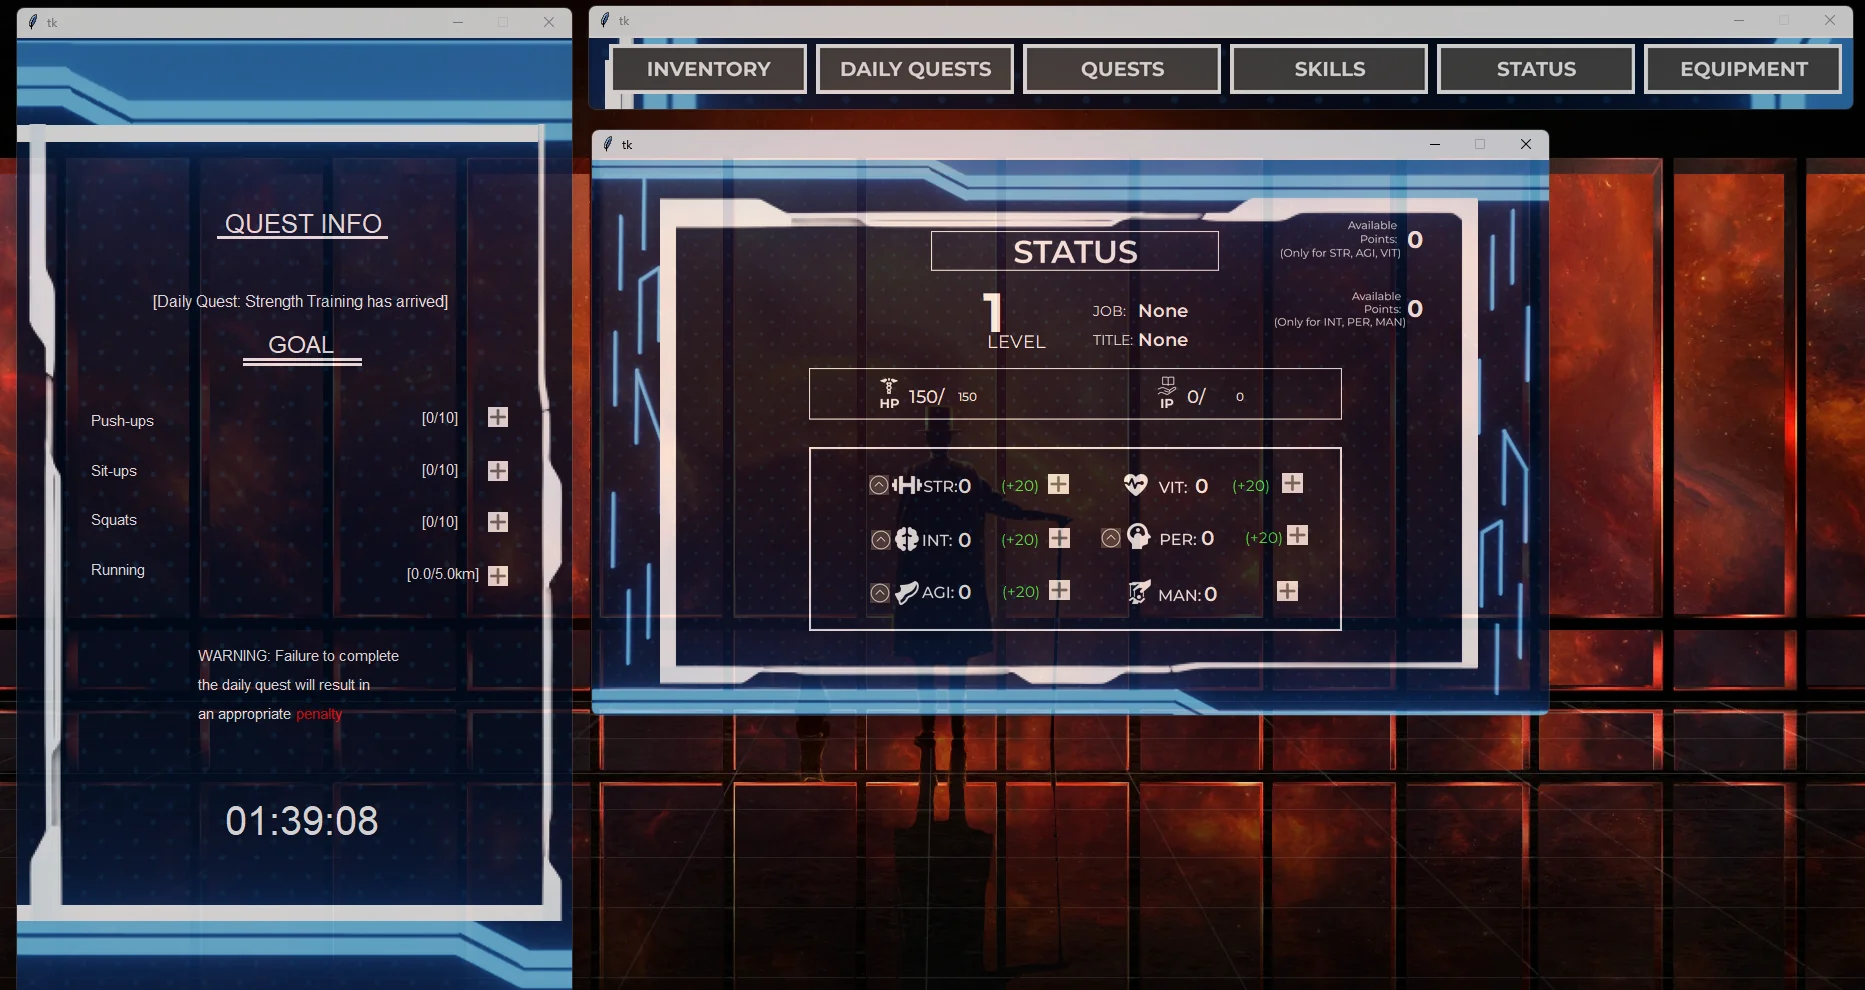 tk
QUEST INFO
[Daily Quest: Strength Training has arrived]
GOAL
Push-ups [0/10]
Sit-ups [0/10]
Squats [0/10]
Running [0.0/5.0km]
WARNING: Failure to complete
the daily quest will result in
an appropriate penalty
01:39:08
tk
INVENTORY DAILY QUESTS QUESTS SKILLS STATUS EQUIPMENT
tk
STATUS
Available
Points: 0
(Only for STR, AGI, VIT)
1
LEVEL
JOB: None
TITLE: None
Available
Points: 0
(Only for INT, PER, MAN)
HP 150/ 150
IP 0/ 0
STR:0 (+20) VIT: 0 (+20)
INT: 0 (+20) PER: 0 (+20)
AGI: 0 (+20) MAN: 0